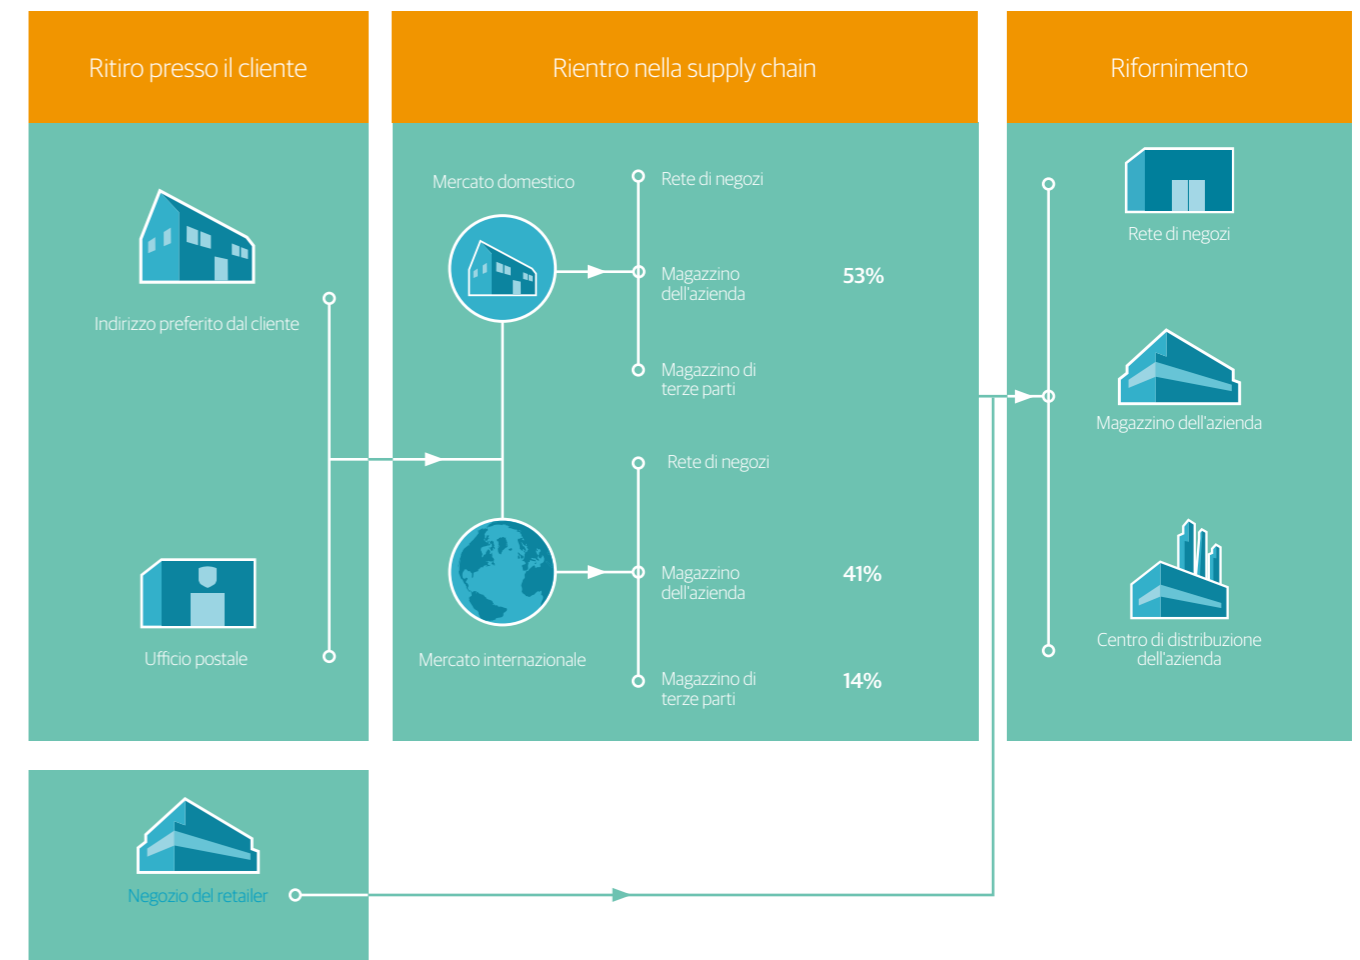 Ritiro presso il cliente
Rientro nella supply chain
Rifornimento
Indirizzo preferito dal cliente
Ufficio postale
Mercato domestico
Rete di negozi
Magazzino
dell'azienda
53%
Magazzino di
terze parti
Mercato internazionale
Rete di negozi
Magazzino
dell'azienda
41%
Magazzino di
terze parti
14%
Rete di negozi
Magazzino dell'azienda
Centro di distribuzione
dell'azienda
Negozio del retailer